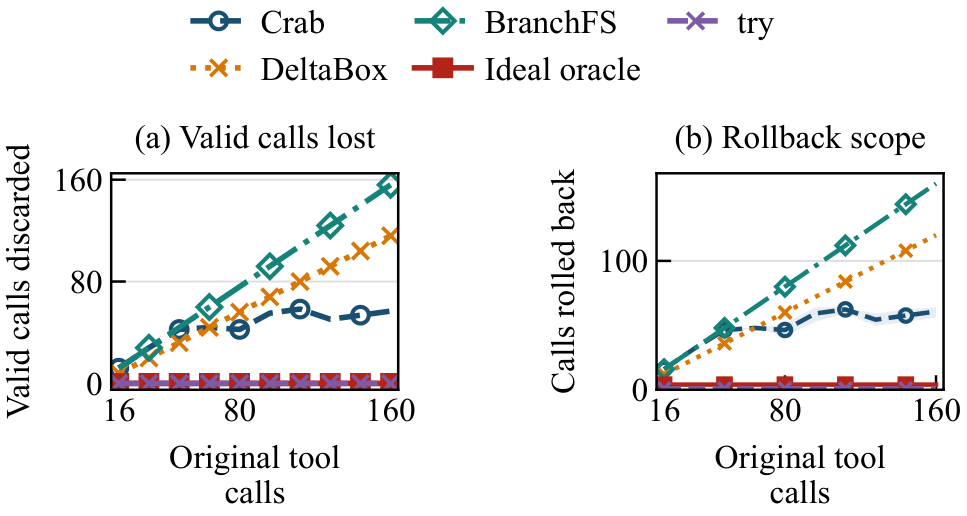 Crab
BranchFS
try
DeltaBox
Ideal oracle
(a) Valid calls lost
(b) Rollback scope
Valid calls discarded
160
80
0
16
80
160
Original tool
calls
Calls rolled back
100
0
16
80
160
Original tool
calls